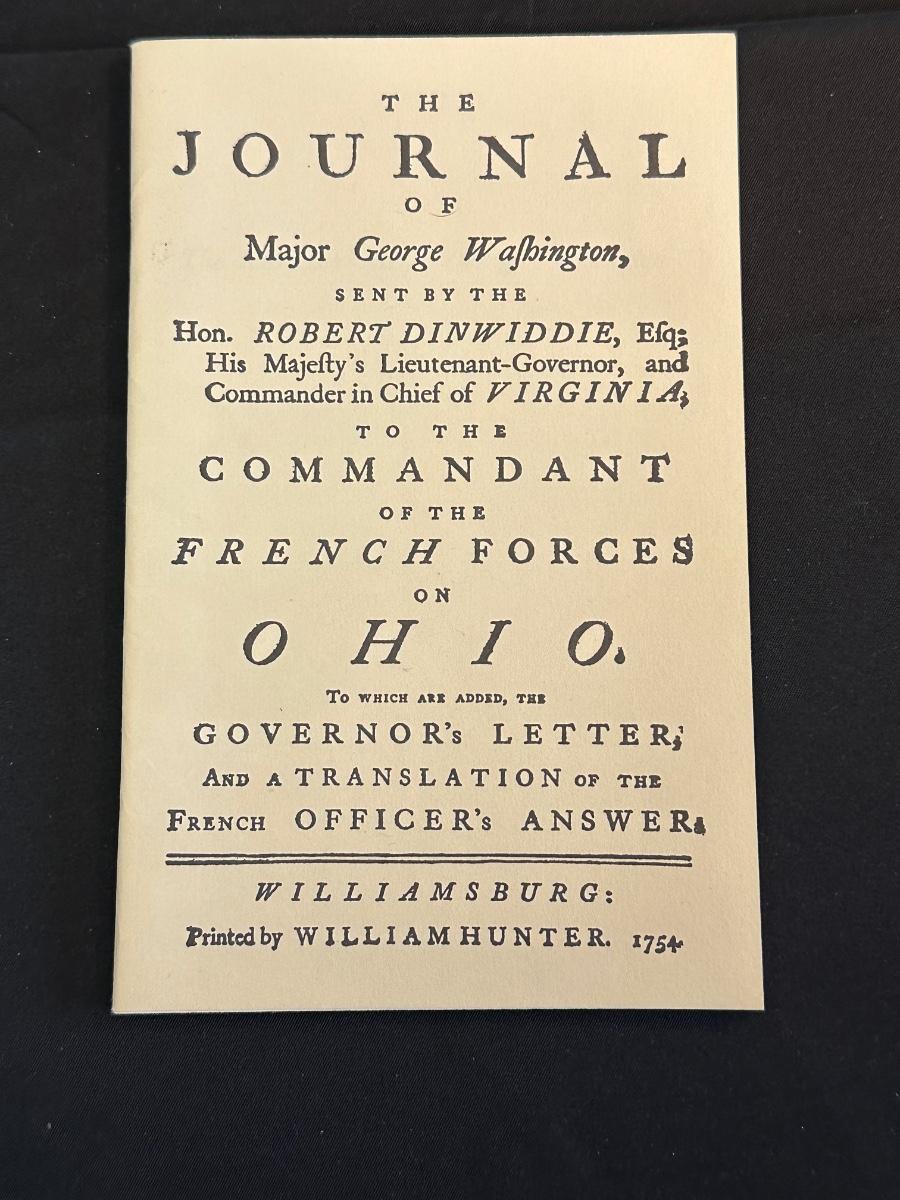 THE
JOURNAL
OF
Major George Waſhington,
SENT BY THE
Hon. ROBERT DINWIDDIE, Eſq;
His Majeſty's Lieutenant-Governor, and
Commander in Chief of VIRGINIA;
TO THE
COMMANDANT
OF THE
FRENCH FORCES
ON
OHIO.
TO WHICH ARE ADDED, THE
GOVERNOR's LETTER;
AND A TRANSLATION OF THE
FRENCH OFFICER's ANSWER.
WILLIAMSBURG:
Printed by WILLIAM HUNTER. 1754.